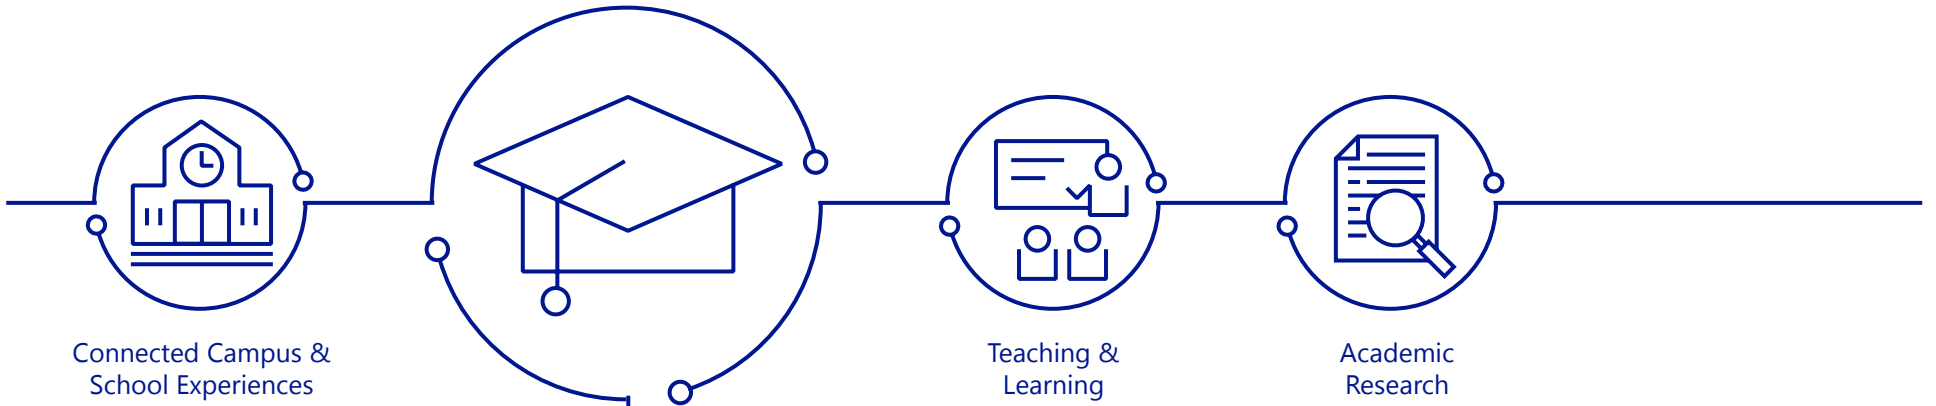 Connected Campus &
School Experiences
Teaching &
Learning
Academic
Research